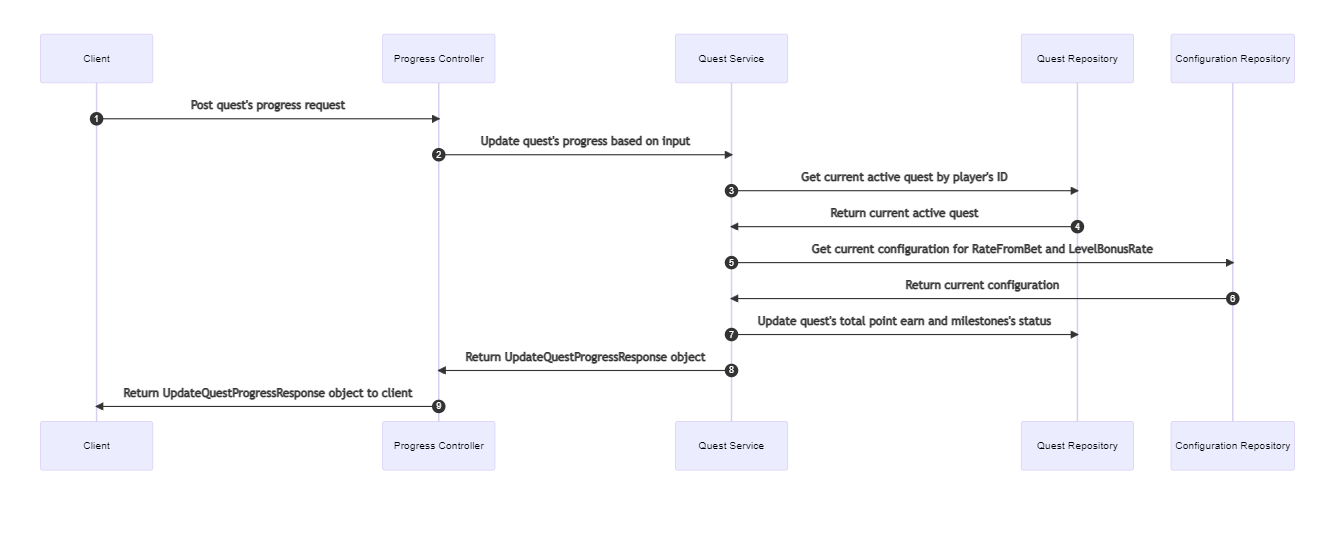 Client
Progress Controller
Quest Service
Quest Repository
Configuration Repository
Post quest's progress request
1
Update quest's progress based on input
2
Get current active quest by player's ID
3
Return current active quest
4
Get current configuration for RateFromBet and LevelBonusRate
5
Return current configuration
6
Update quest's total point earn and milestones's status
7
Return UpdateQuestProgressResponse object
8
Return UpdateQuestProgressResponse object to client
9
Client
Progress Controller
Quest Service
Quest Repository
Configuration Repository